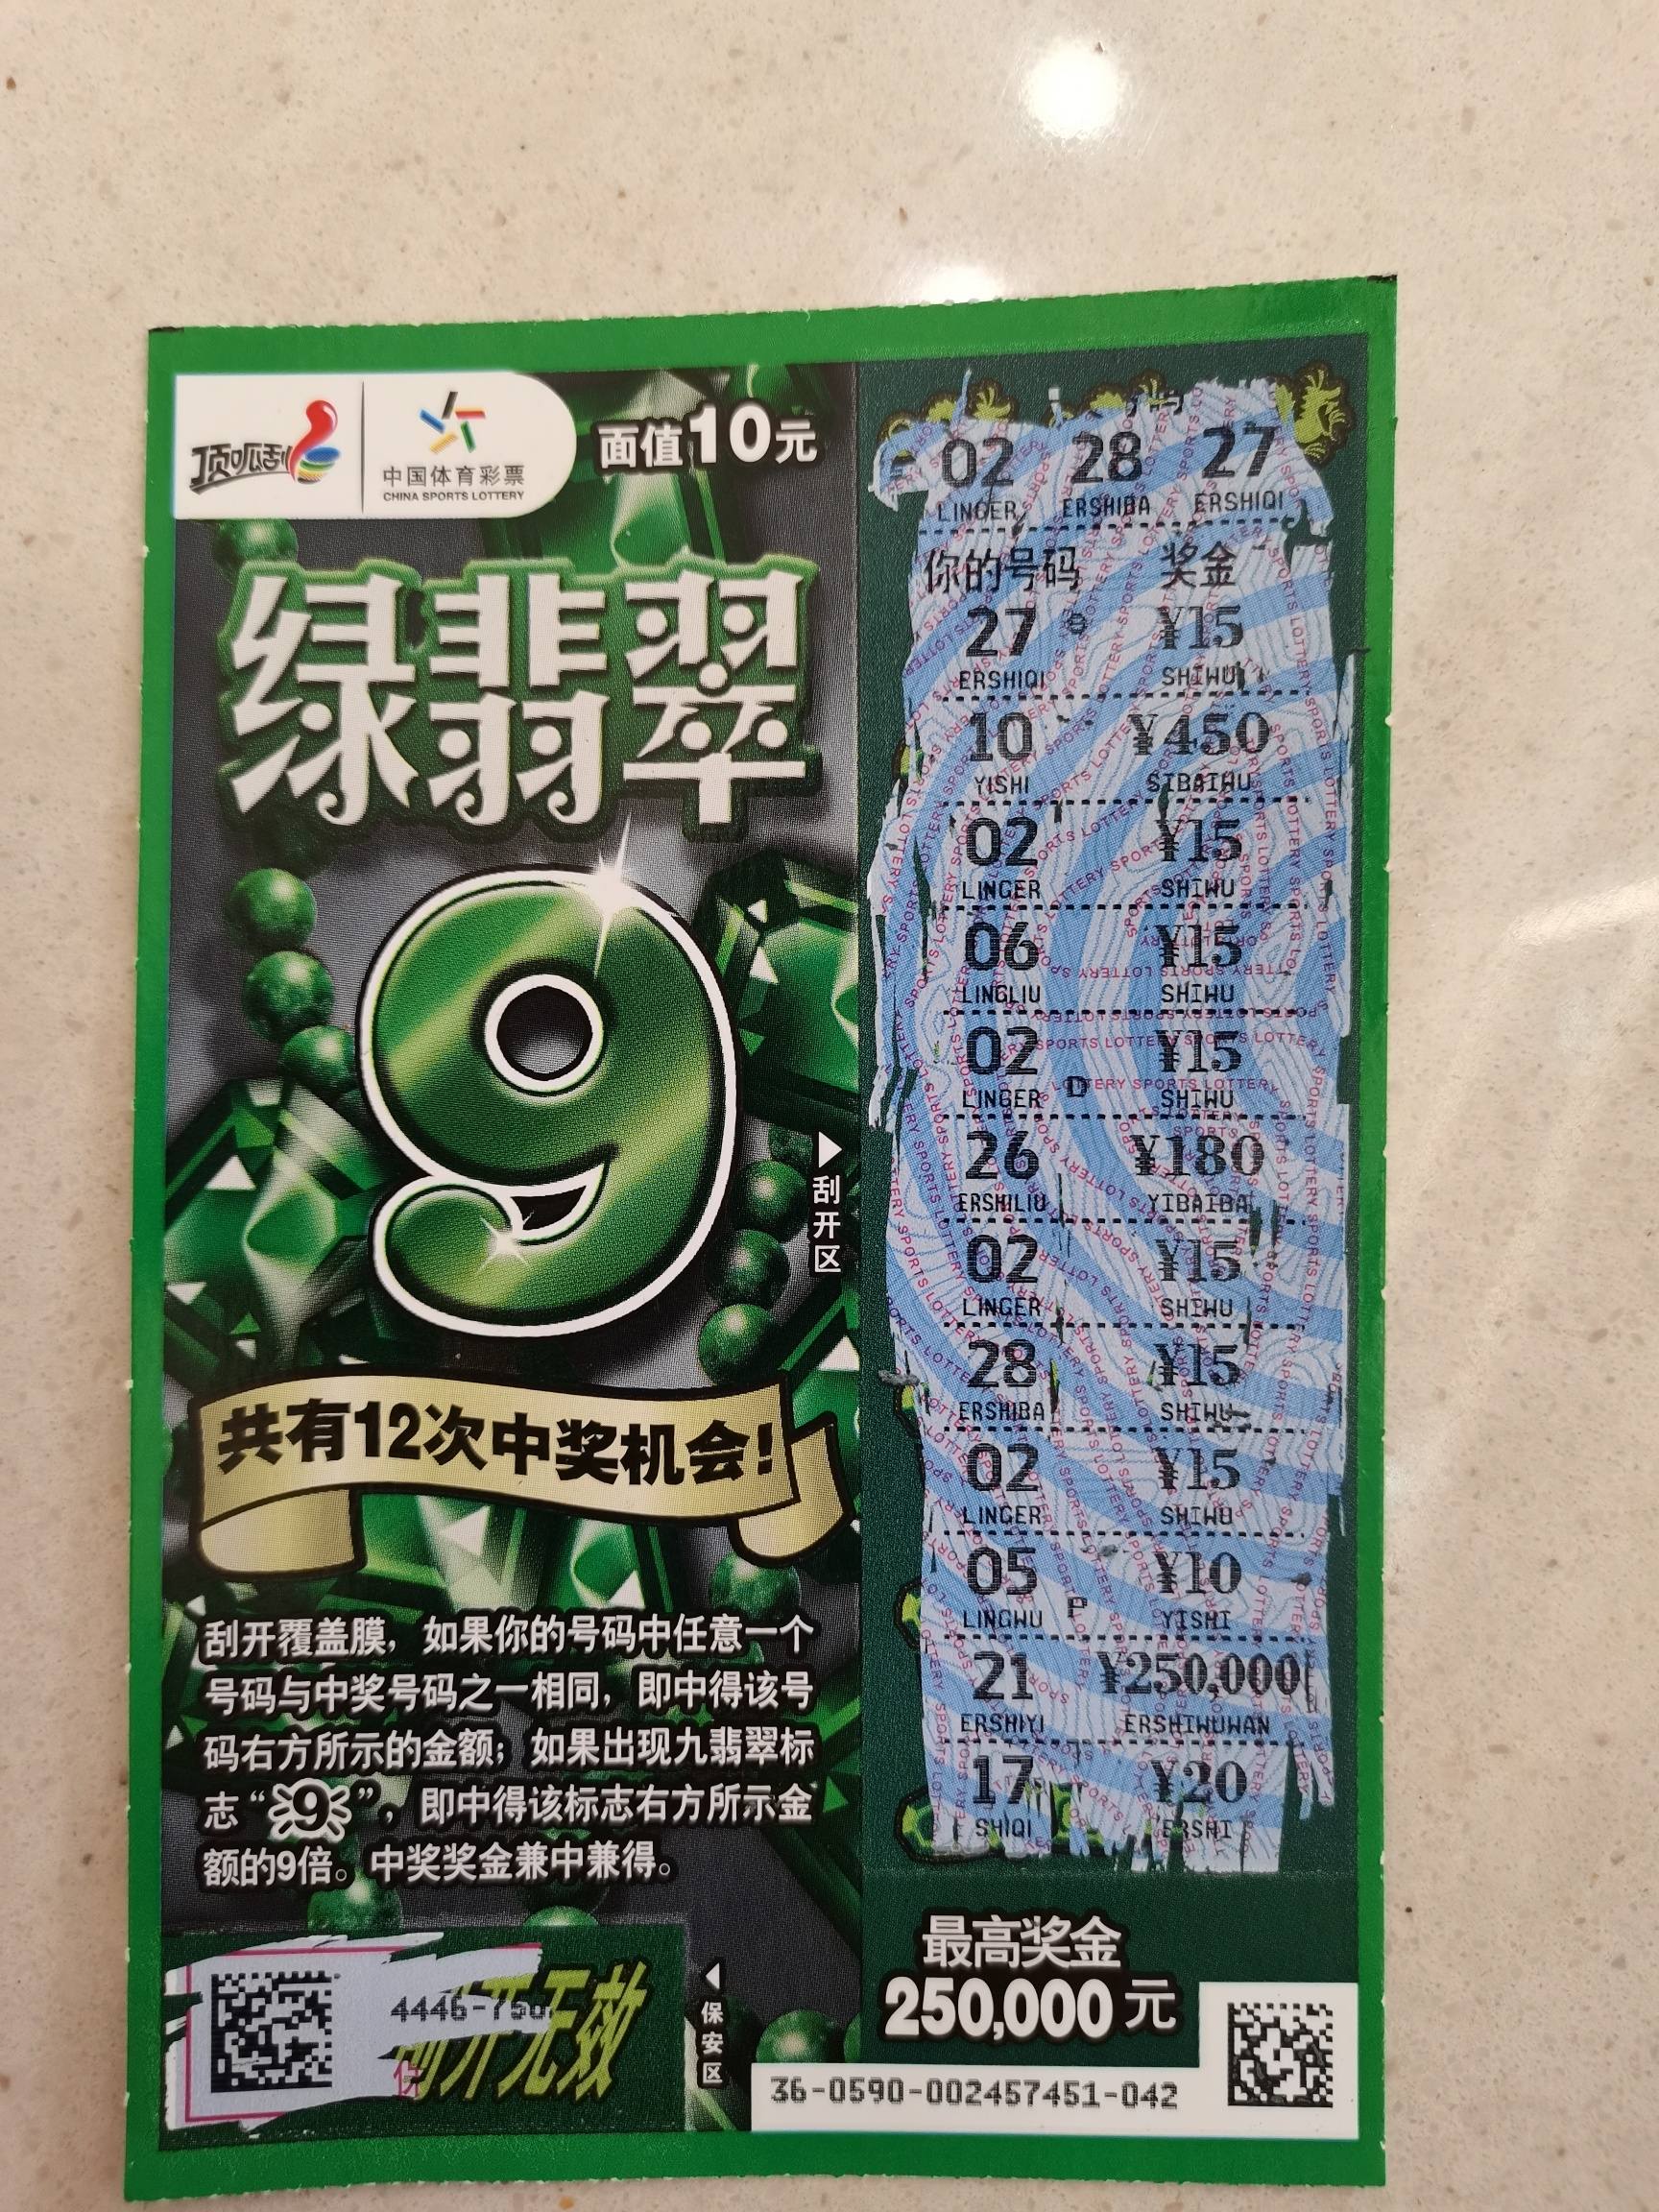 顶呱刮
中国体育彩票
CHINA SPORTS LOTTERY
面值10元
绿翡翠
9
共有12次中奖机会!
刮开覆盖膜，如果你的号码中任意一个
号码与中奖号码之一相同，即中得该号
码右方所示的金额；如果出现九翡翠标
志“9”，即中得该标志右方所示金
额的9倍。中奖奖金兼中兼得。
刮开区
02 28 27
LINGER ERSHIBA ERSHIQI
你的号码 奖金
27 ¥15
ERSHIQI SHIWU
10 ¥450
YISHI SIBAIWU
02 ¥15
LINGER SHIWU
06 ¥15
LINGLIU SHIWU
02 ¥15
LINGER D SHIWU
26 ¥180
ERSHILIU YIBAIBA
02 ¥15
LINGER SHIWU
28 ¥15
ERSHIBA SHIWU
02 ¥15
LINGER SHIWU
05 ¥10
LINGWU P YISHI
21 ¥250,000
ERSHIYI ERSHIWUWAN
17 ¥20
SHIQI ERSHI
最高奖金
250,000元
保安区
刮开无效
36-0590-002457451-042